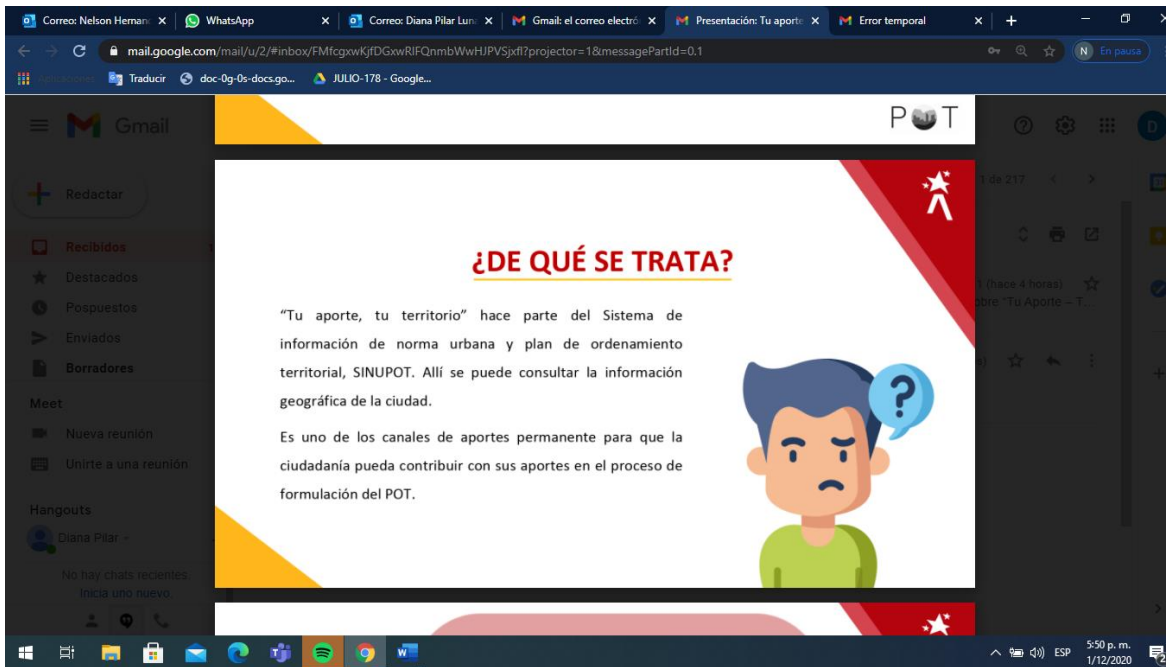 Correo: Nelson Hernan
WhatsApp
Correo: Diana Pilar Luna
Gmail: el correo electró
Presentación: Tu aporte
Error temporal
mail.google.com/mail/u/2/#inbox/FMfcgxwKjfDGxwRlFQnmbWwHJPVSjxfl?projector=1&messagePartId=0.1
N En pausa
Aplicaciones
Traducir
doc-0g-0s-docs.go...
JULIO-178 - Google...
Gmail
POT
D
Redactar
1 de 217
Recibidos
Destacados
Pospuestos
Enviados
Borradores
Meet
Nueva reunión
Unirte a una reunión
Hangouts
Diana Pilar
No hay chats recientes.
Inicia uno nuevo.
(hace 4 horas)
obre "Tu Aporte – T...
¿DE QUÉ SE TRATA?
“Tu aporte, tu territorio” hace parte del Sistema de
información de norma urbana y plan de ordenamiento
territorial, SINUPOT. Allí se puede consultar la información
geográfica de la ciudad.
Es uno de los canales de aportes permanente para que la
ciudadanía pueda contribuir con sus aportes en el proceso de
formulación del POT.
?
ESP
5:50 p. m.
1/12/2020